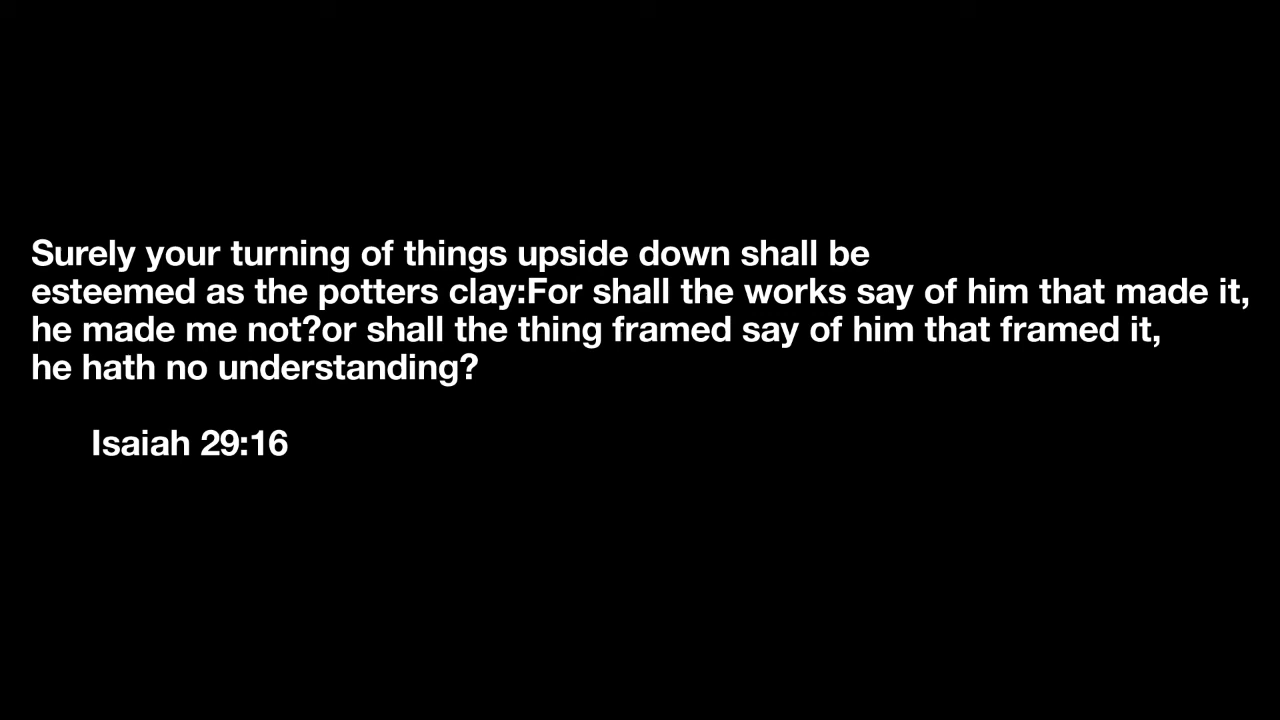 Surely your turning of things upside down shall be
esteemed as the potters clay:For shall the works say of him that made it,
he made me not?or shall the thing framed say of him that framed it,
he hath no understanding?
Isaiah 29:16